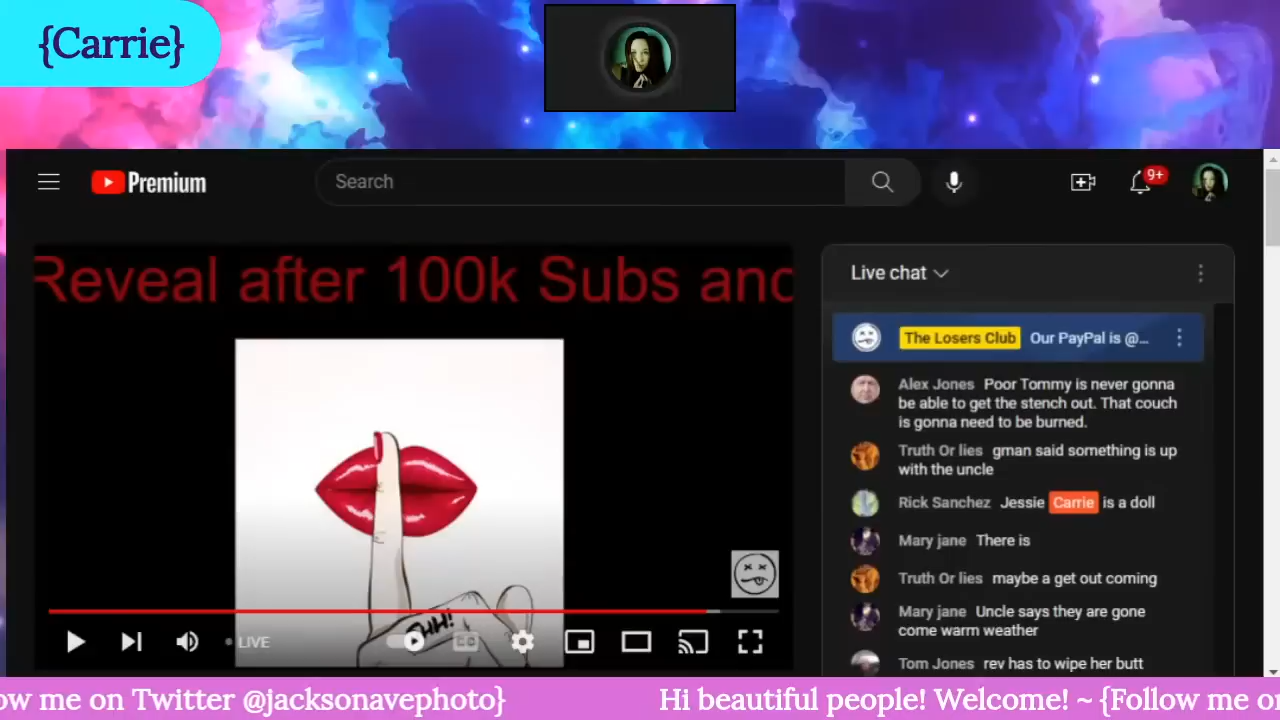 {Carrie}
Premium
Search
9+
Reveal after 100k Subs and
Live chat
The Losers Club Our PayPal is @...
Alex Jones Poor Tommy is never gonna
be able to get the stench out. That couch
is gonna need to be burned.
Truth Or lies gman said something is up
with the uncle
Rick Sanchez Jessie Carrie is a doll
Mary jane There is
Truth Or lies maybe a get out coming
Mary jane Uncle says they are gone
come warm weather
Tom Jones rev has to wipe her butt
SHH!
LIVE
CC
ow me on Twitter @jacksonavephoto}
Hi beautiful people! Welcome! ~ {Follow me on